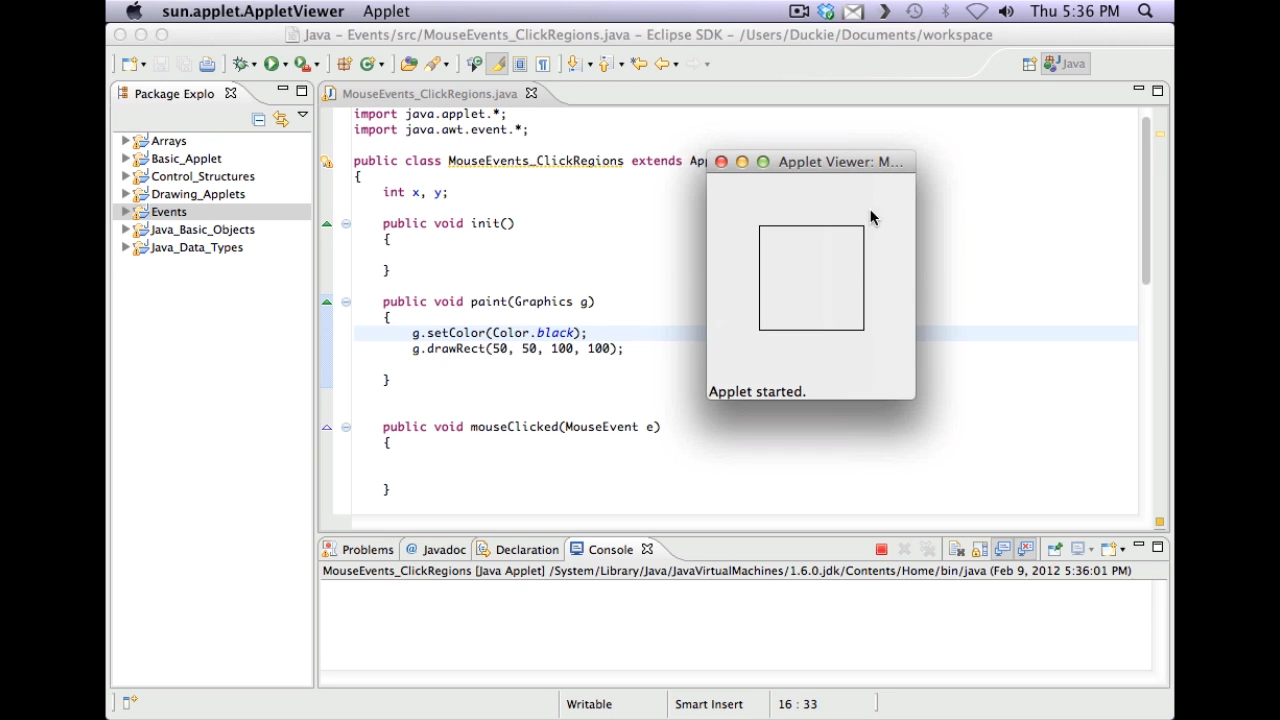 sun.applet.AppletViewer Applet Thu 5:36 PM
Java – Events/src/MouseEvents_ClickRegions.java – Eclipse SDK – /Users/Duckie/Documents/workspace
Java
Package Explo
MouseEvents_ClickRegions.java
Arrays
Basic_Applet
Control_Structures
Drawing_Applets
Events
Java_Basic_Objects
Java_Data_Types
import java.applet.*;
import java.awt.event.*;
public class MouseEvents_ClickRegions extends Ap
{
int x, y;
public void init()
{
}
public void paint(Graphics g)
{
g.setColor(Color.black);
g.drawRect(50, 50, 100, 100);
}
public void mouseClicked(MouseEvent e)
{
}
Applet Viewer: M...
Applet started.
Problems @ Javadoc Declaration Console
MouseEvents_ClickRegions [Java Applet] /System/Library/Java/JavaVirtualMachines/1.6.0.jdk/Contents/Home/bin/java (Feb 9, 2012 5:36:01 PM)
Writable Smart Insert 16 : 33